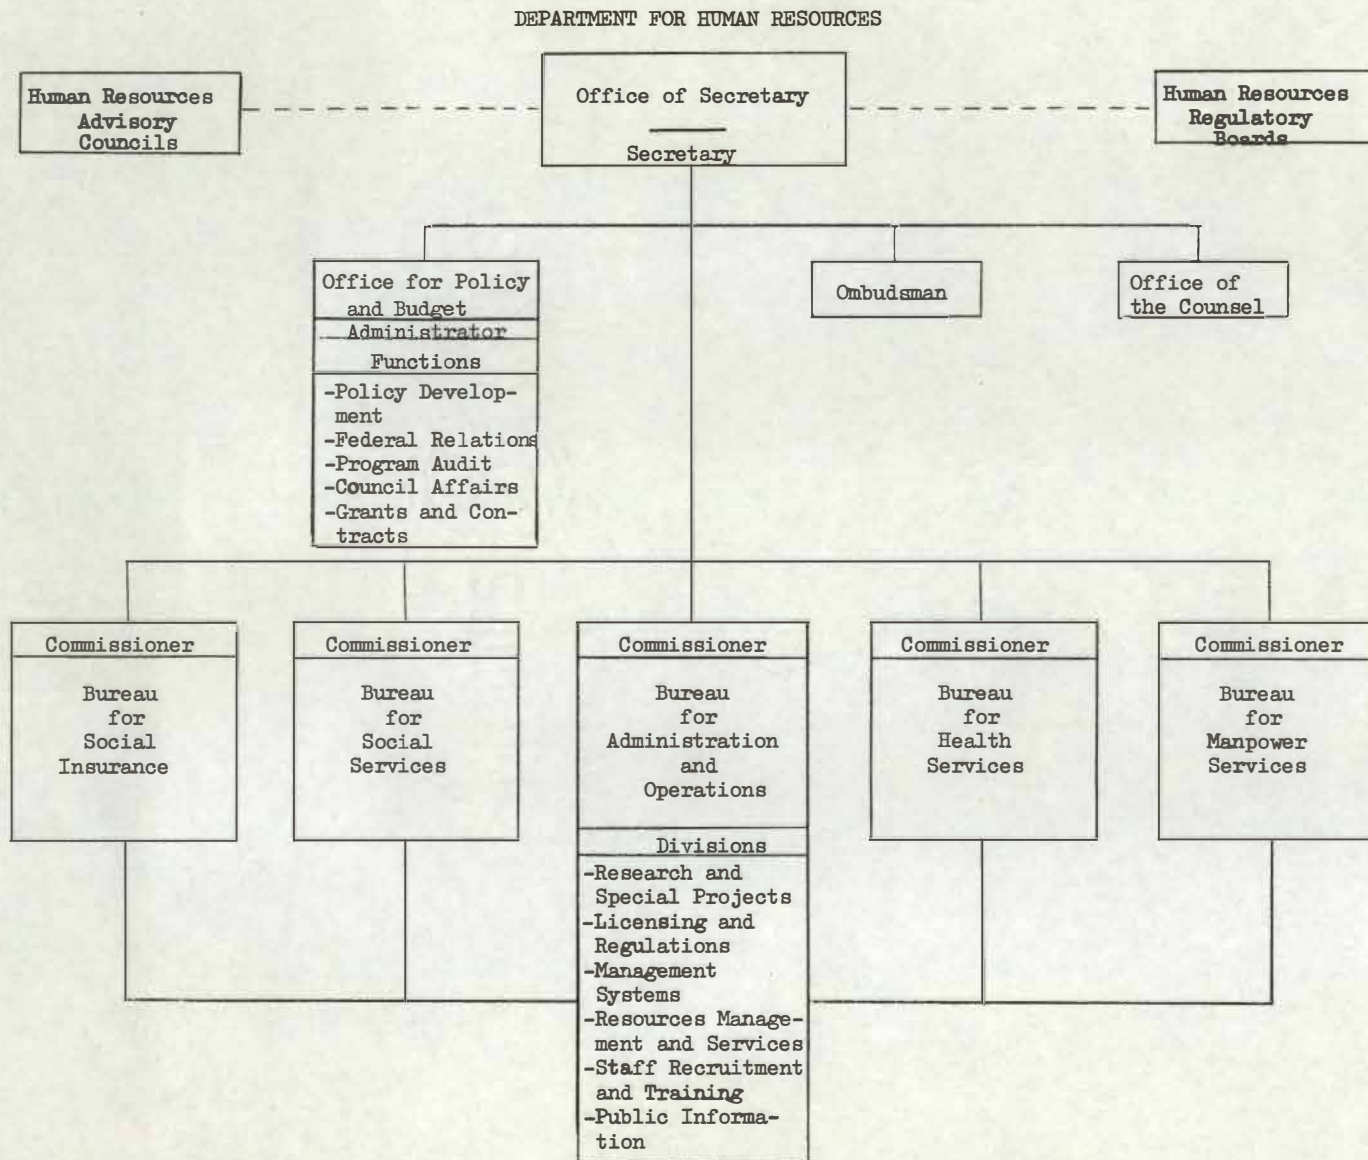 DEPARTMENT FOR HUMAN RESOURCES
Human Resources
Advisory
Councils
Office of Secretary
Secretary
Human Resources
Regulatory
Boards
Office for Policy
and Budget
Administrator
Functions
-Policy Develop-
ment
-Federal Relations
-Program Audit
-Council Affairs
-Grants and Con-
tracts
Ombudsman
Office of
the Counsel
Commissioner
Bureau
for
Social
Insurance
Commissioner
Bureau
for
Social
Services
Commissioner
Bureau
for
Administration
and
Operations
Divisions
-Research and
Special Projects
-Licensing and
Regulations
-Management
Systems
-Resources Manage-
ment and Services
-Staff Recruitment
and Training
-Public Informa-
tion
Commissioner
Bureau
for
Health
Services
Commissioner
Bureau
for
Manpower
Services